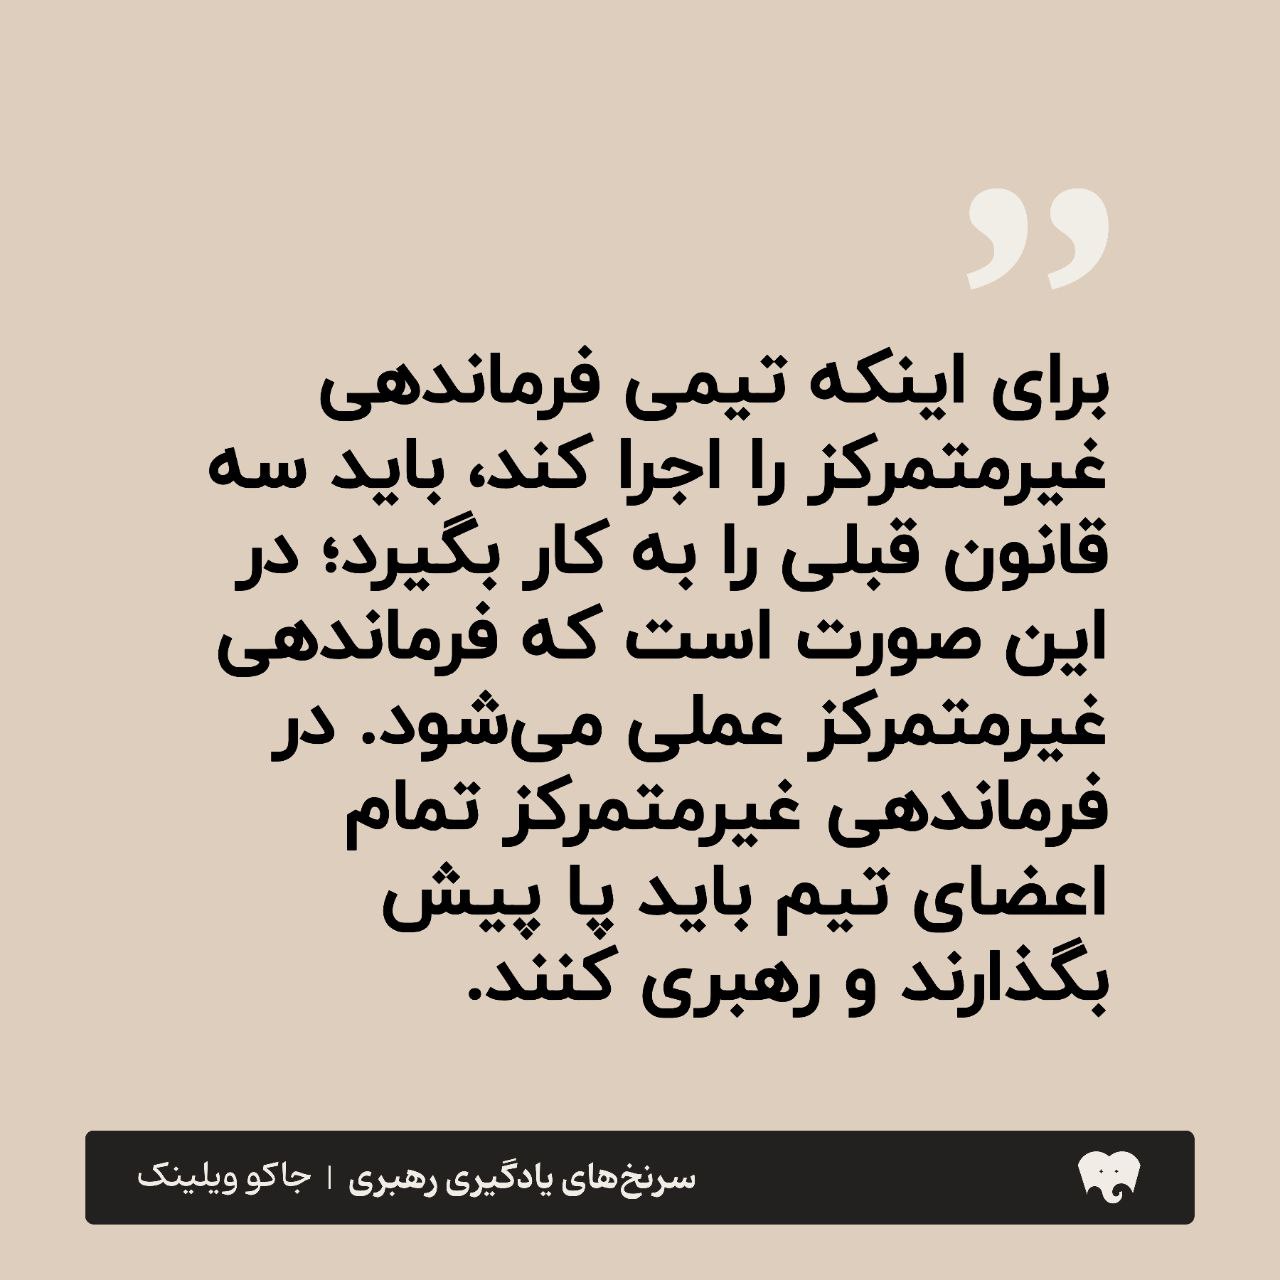 ”
برای اینکه تیمی فرماندهی
غیرمتمرکز را اجرا کند، باید سه
قانون قبلی را به کار بگیرد؛ در
این صورت است که فرماندهی
غیرمتمرکز عملی می‌شود. در
فرماندهی غیرمتمرکز تمام
اعضای تیم باید پا پیش
بگذارند و رهبری کنند.
سرنخ‌های یادگیری رهبری | جاکو ویلینک